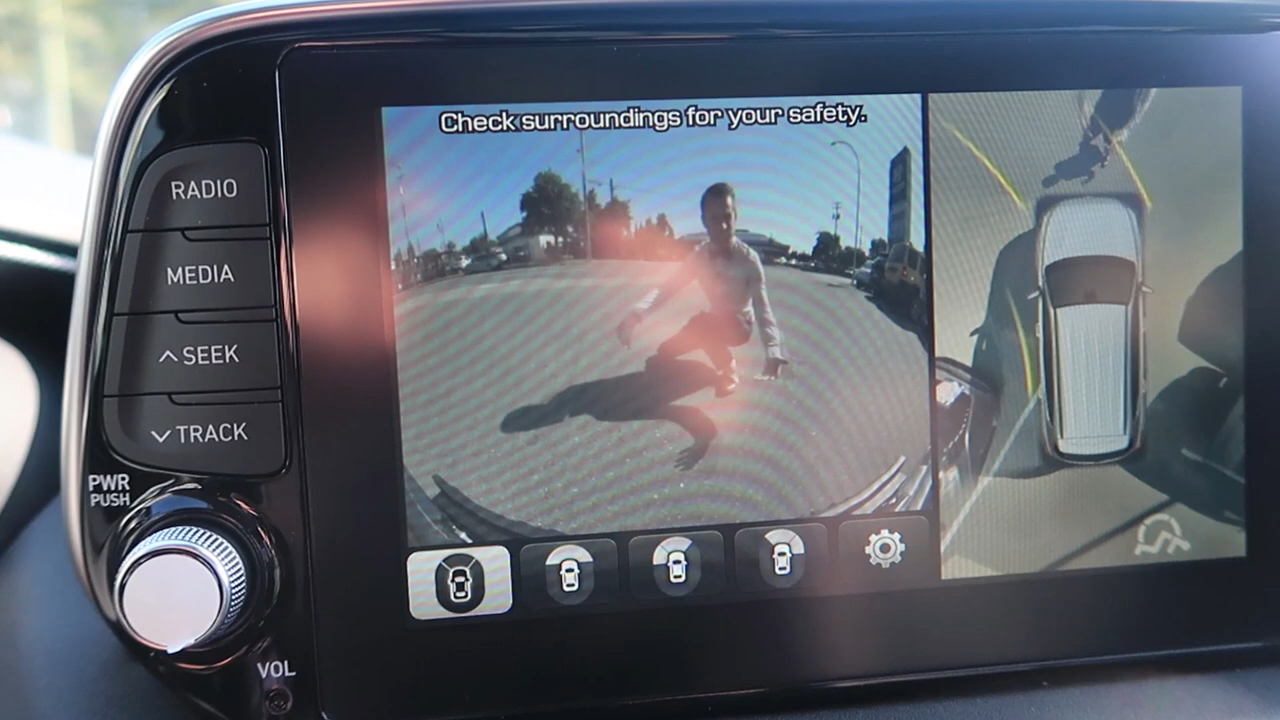 Check surroundings for your safety.
RADIO
MEDIA
SEEK
TRACK
PWR
PUSH
VOL